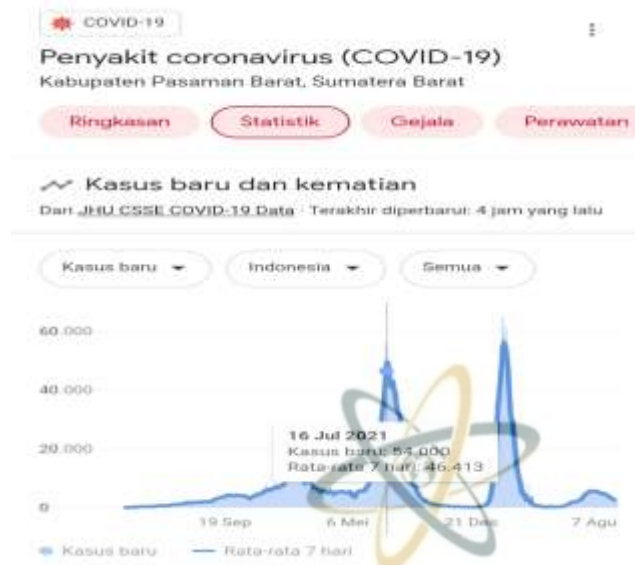 COVID-19
Penyakit coronavirus (COVID-19)
Kabupaten Pasaman Barat, Sumatera Barat
Ringkasan Statistik Gejala Perawatan
Kasus baru dan kematian
Dari JHU CSSE COVID-19 Data · Terakhir diperbarui: 4 jam yang lalu
Kasus baru Indonesia Semua
60.000
40.000
20.000
16 Jul 2021
Kasus baru: 54.000
Rata-rata 7 hari: 46.413
0
19 Sep 6 Mei 21 Des 7 Agu
Kasus baru Rata-rata 7 hari